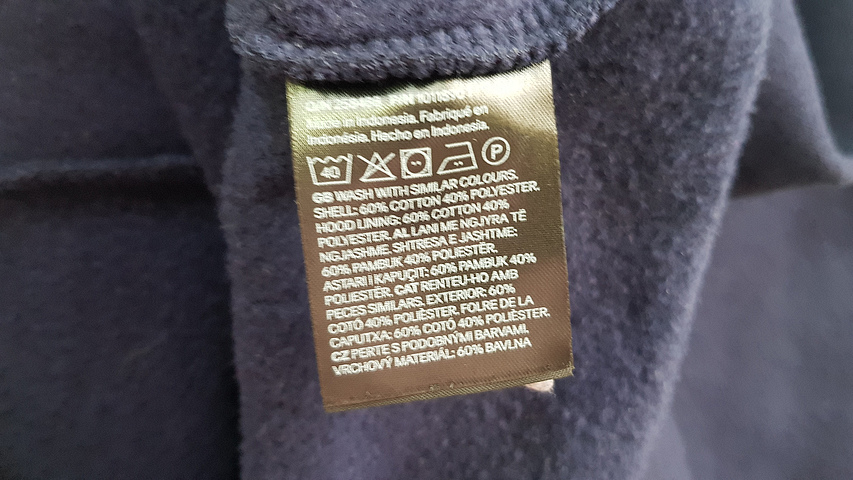 Made in Indonesia. Fabriqué en
Indonésie. Hecho en Indonesia.
40 P
GB WASH WITH SIMILAR COLOURS.
SHELL: 60% COTTON 40% POLYESTER.
HOOD LINING: 60% COTTON 40%
POLYESTER. AL LANI ME NGJYRA TË
NGJASHME. SHTRESA E JASHTME:
60% PAMBUK 40% POLIESTËR.
ASTARI I KAPUÇIT: 60% PAMBUK 40%
POLIESTËR. CAT RENTEU-HO AMB
PECES SIMILARS. EXTERIOR: 60%
COTÓ 40% POLIÈSTER. FOLRE DE LA
CAPUTXA: 60% COTÓ 40% POLIÈSTER.
CZ PERTE S PODOBNÝMI BARVAMI.
VRCHOVÝ MATERIÁL: 60% BAVLNA